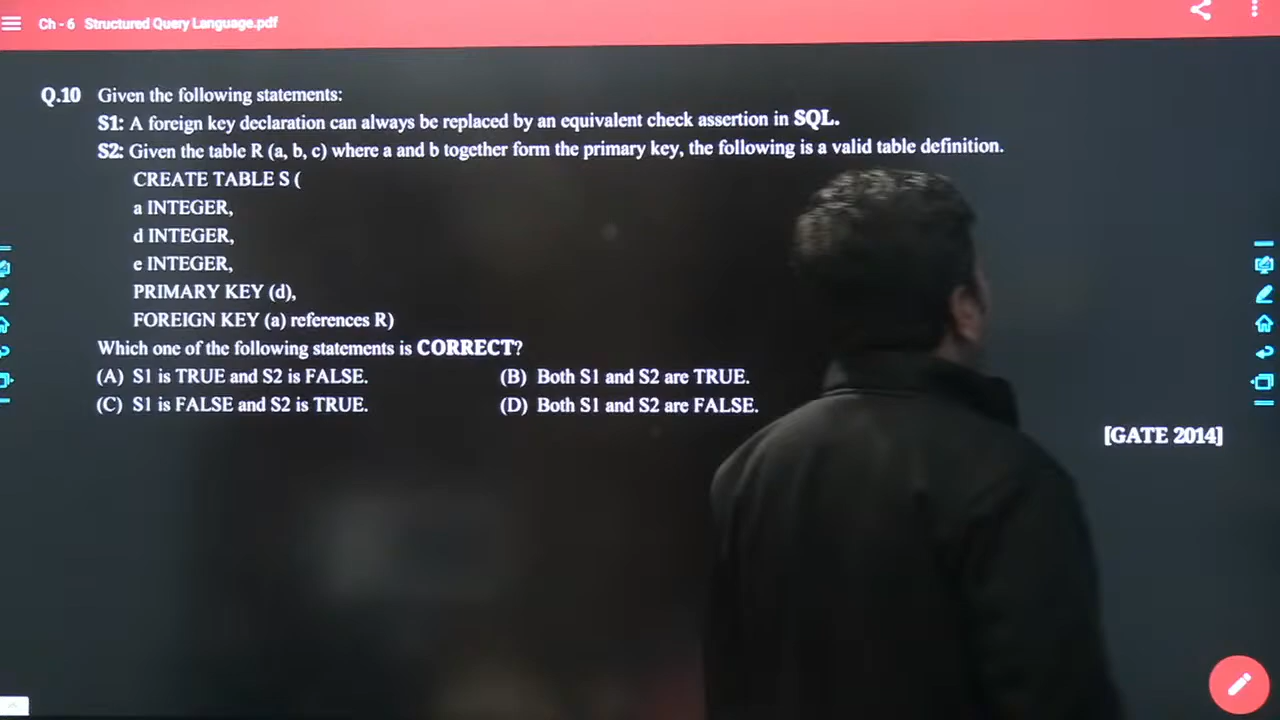 Ch - 6 Structured Query Language.pdf
Q.10 Given the following statements:
S1: A foreign key declaration can always be replaced by an equivalent check assertion in SQL.
S2: Given the table R (a, b, c) where a and b together form the primary key, the following is a valid table definition.
CREATE TABLE S (
a INTEGER,
d INTEGER,
e INTEGER,
PRIMARY KEY (d),
FOREIGN KEY (a) references R)
Which one of the following statements is CORRECT?
(A) S1 is TRUE and S2 is FALSE. (B) Both S1 and S2 are TRUE.
(C) S1 is FALSE and S2 is TRUE. (D) Both S1 and S2 are FALSE.
[GATE 2014]